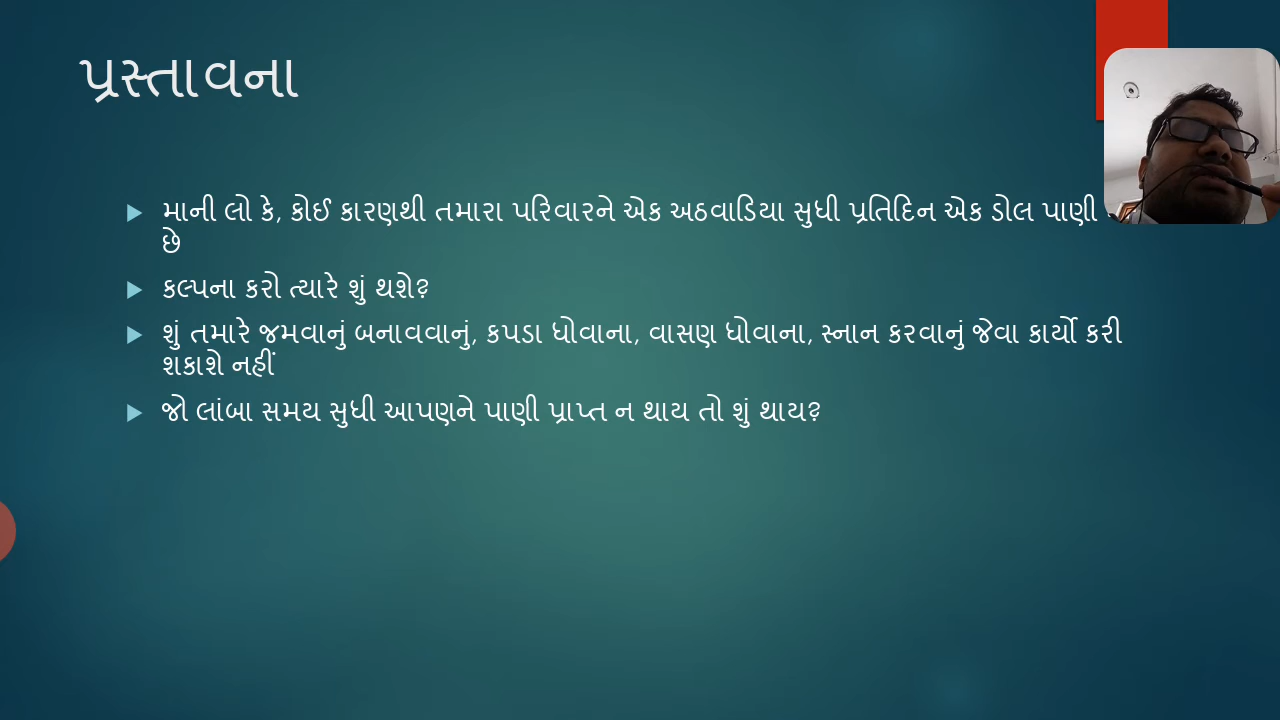 પ્રસ્તાવના
માની લો કે, કોઈ કારણથી તમારા પરિવારને એક અઠવાડિયા સુધી પ્રતિદિન એક ડોલ પાણી
છે
કલ્પના કરો ત્યારે શું થશે?
શું તમારે જમવાનું બનાવવાનું, કપડા ધોવાના, વાસણ ધોવાના, સ્નાન કરવાનું જેવા કાર્યો કરી
શકાશે નહીં
જો લાંબા સમય સુધી આપણને પાણી પ્રાપ્ત ન થાય તો શું થાય?